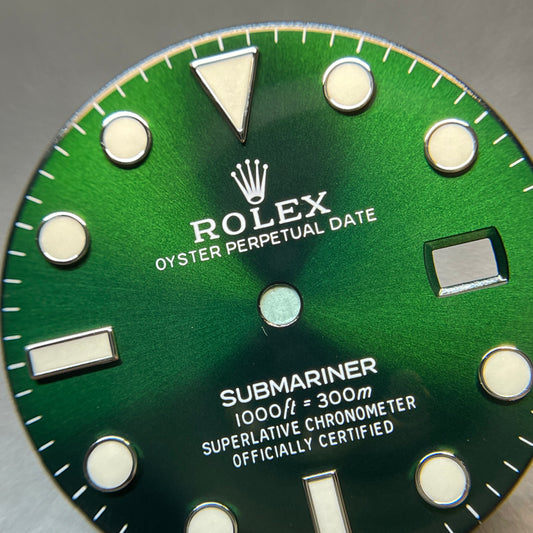 ROLEX
OYSTER PERPETUAL DATE
SUBMARINER
1000ft = 300m
SUPERLATIVE CHRONOMETER
OFFICIALLY CERTIFIED